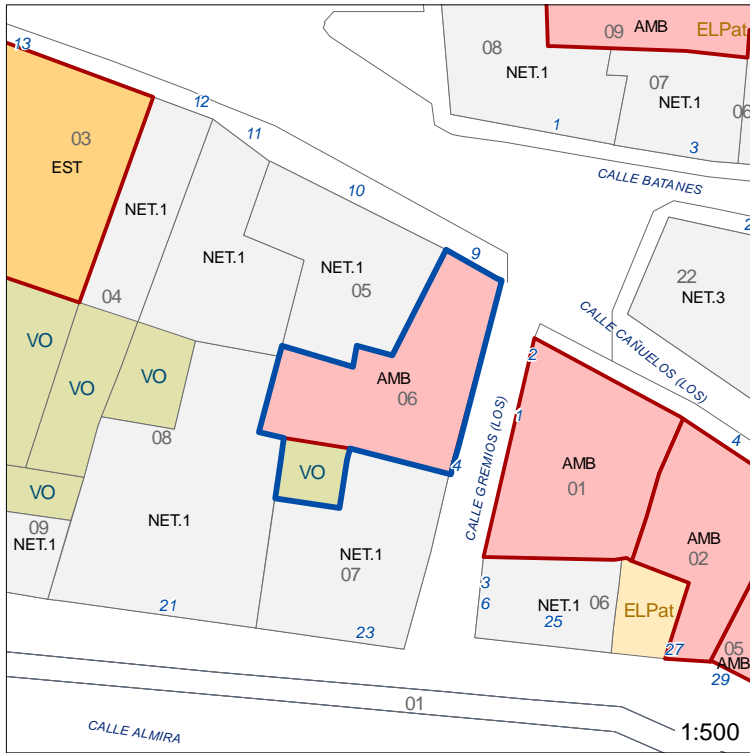 13
09
AMB
ELPat
08
NET.1
07
NET.1
06
03
EST
12
11
1
3
CALLE BATANES
10
NET.1
NET.1
NET.1
05
9
2
22
NET.3
04
CALLE CAÑUELOS (LOS)
VO
VO
VO
AMB
06
2
1
CALLE GREMIOS (LOS)
4
08
4
AMB
01
VO
VO
09
NET.1
NET.1
NET.1
07
AMB
02
3
6
NET.1
06
25
ELPat
21
23
27
05
AMB
29
01
CALLE ALMIRA
1:500